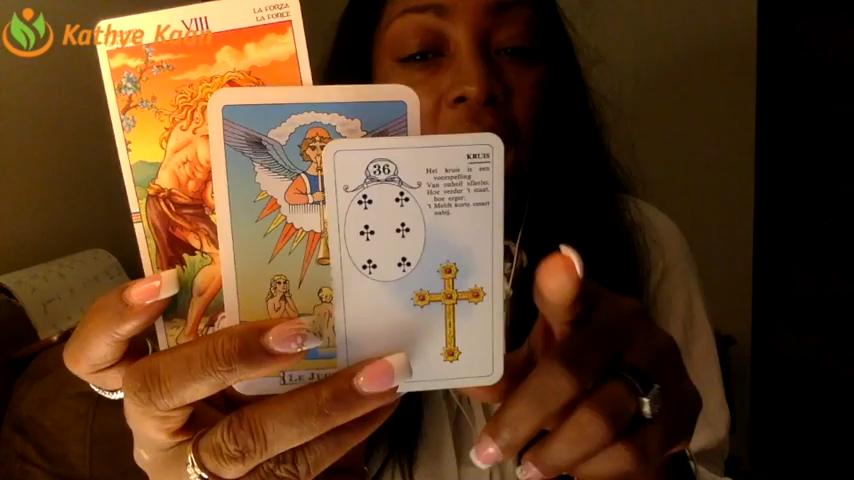 Kathye Kaan
VIII
LA FORZA
LA FORCE
36
KRUIS
Het kruis is een
voorspelling
Van onheil allerlei.
Hoe verder 't staat,
hoe erger;
't Meldt korte smart
nabij.
Le Ju